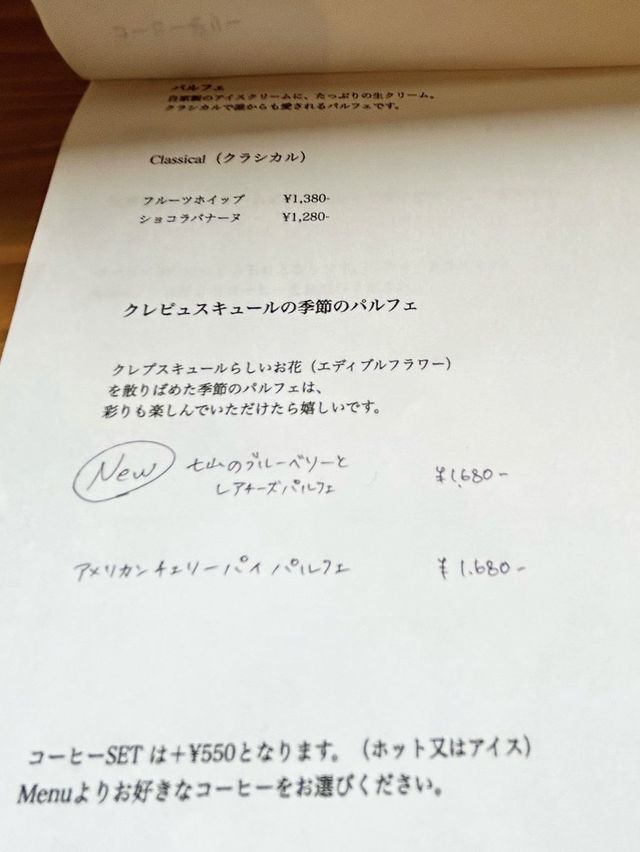 パルフェ
自家製のアイスクリームに、たっぷりの生クリーム。
クラシカルで誰からも愛されるパルフェです。
Classical（クラシカル）
フルーツホイップ ¥1,380-
ショコラバナーヌ ¥1,280-
クレピュスキュールの季節のパルフェ
クレプスキュールらしいお花（エディブルフラワー）
を散りばめた季節のパルフェは、
彩りも楽しんでいただけたら嬉しいです。
New 七山のブルーベリーと
レアチーズパルフェ ¥1,680-
アメリカンチェリーパイパルフェ ¥1.680-
コーヒーSETは＋¥550となります。（ホット又はアイス）
Menuよりお好きなコーヒーをお選びください。